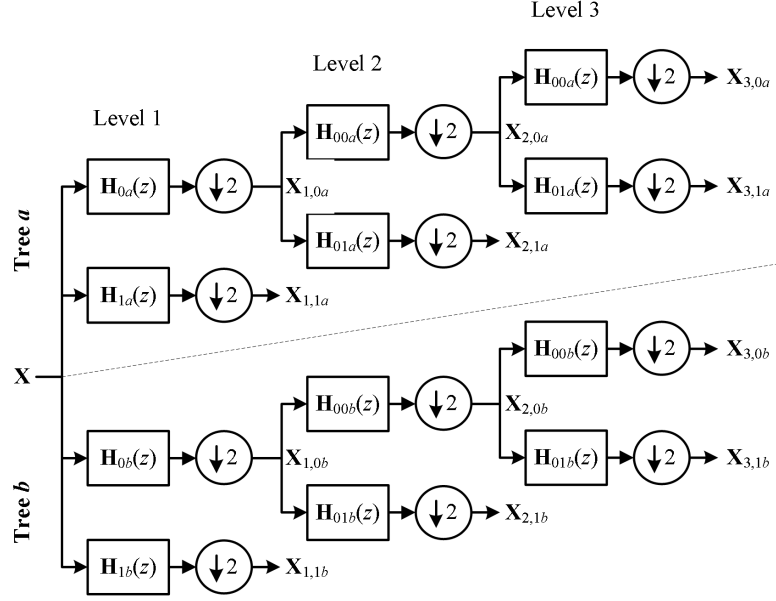 Level 3
Level 2
Level 1
H00a(z) ↓2 X3,0a
H00a(z) ↓2 X2,0a
H0a(z) ↓2 X1,0a
H01a(z) ↓2 X3,1a
H01a(z) ↓2 X2,1a
Tree a
H1a(z) ↓2 X1,1a
X
H00b(z) ↓2 X3,0b
H00b(z) ↓2 X2,0b
H0b(z) ↓2 X1,0b
H01b(z) ↓2 X3,1b
H01b(z) ↓2 X2,1b
Tree b
H1b(z) ↓2 X1,1b